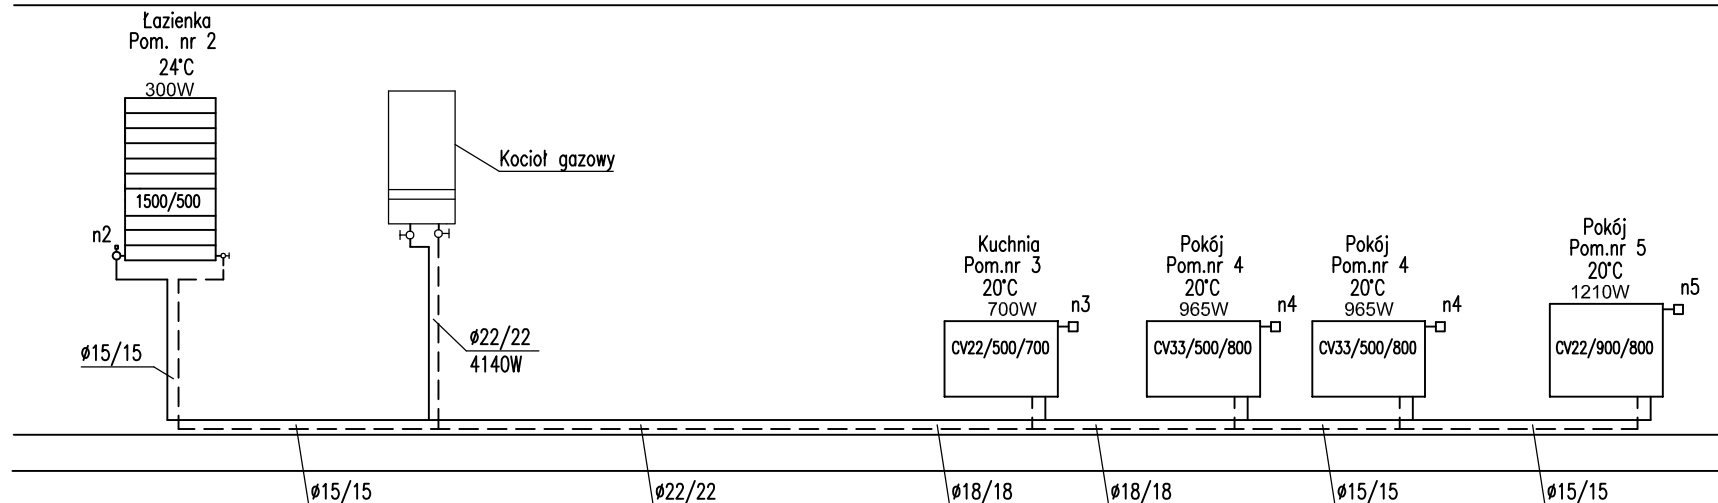 Łazienka
Pom. nr 2
24°C
300W
1500/500
n2
ø15/15
Kocioł gazowy
ø22/22
4140W
Kuchnia
Pom.nr 3
20°C
700W
n3
CV22/500/700
Pokój
Pom.nr 4
20°C
965W
n4
CV33/500/800
Pokój
Pom.nr 4
20°C
965W
n4
CV33/500/800
Pokój
Pom.nr 5
20°C
1210W
n5
CV22/900/800
ø15/15
ø22/22
ø18/18
ø18/18
ø15/15
ø15/15